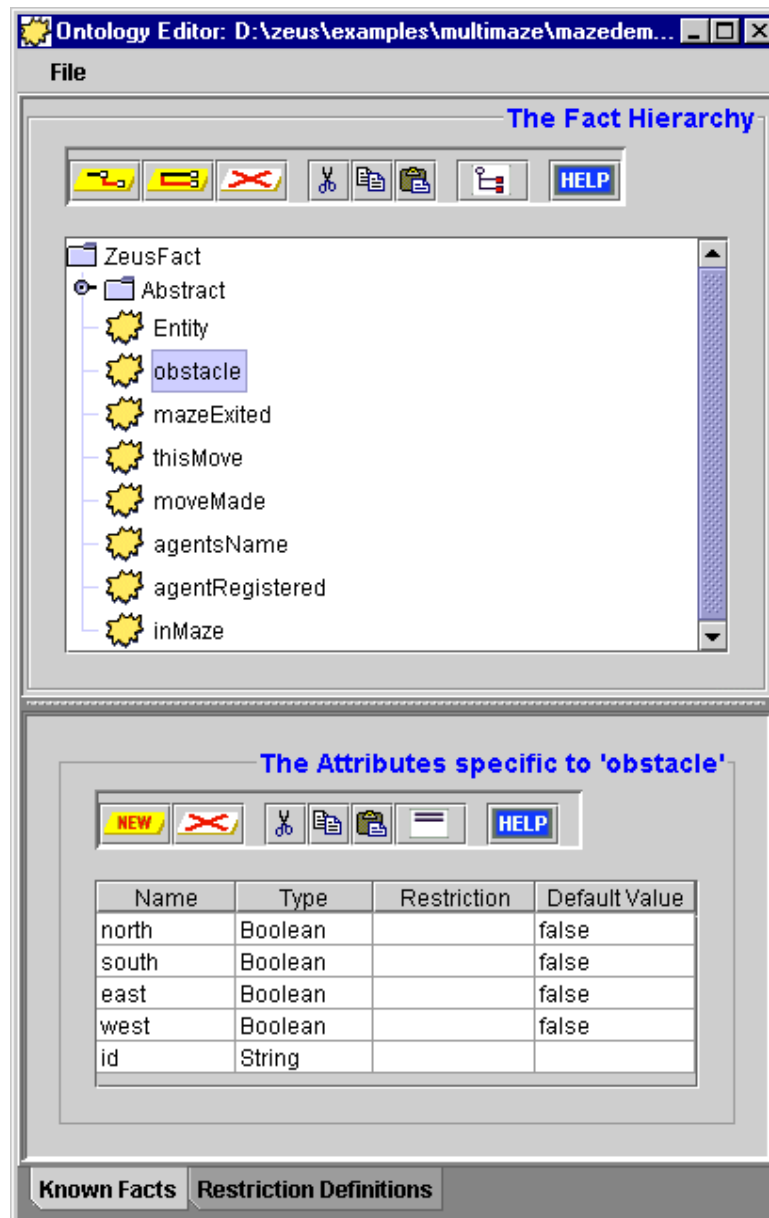 Ontology Editor: D:\zeus\examples\multimaze\mazedem...
File
The Fact Hierarchy
HELP
ZeusFact
Abstract
Entity
obstacle
mazeExited
thisMove
moveMade
agentsName
agentRegistered
inMaze
The Attributes specific to 'obstacle'
NEW HELP
Name Type Restriction Default Value
north Boolean false
south Boolean false
east Boolean false
west Boolean false
id String
Known Facts Restriction Definitions